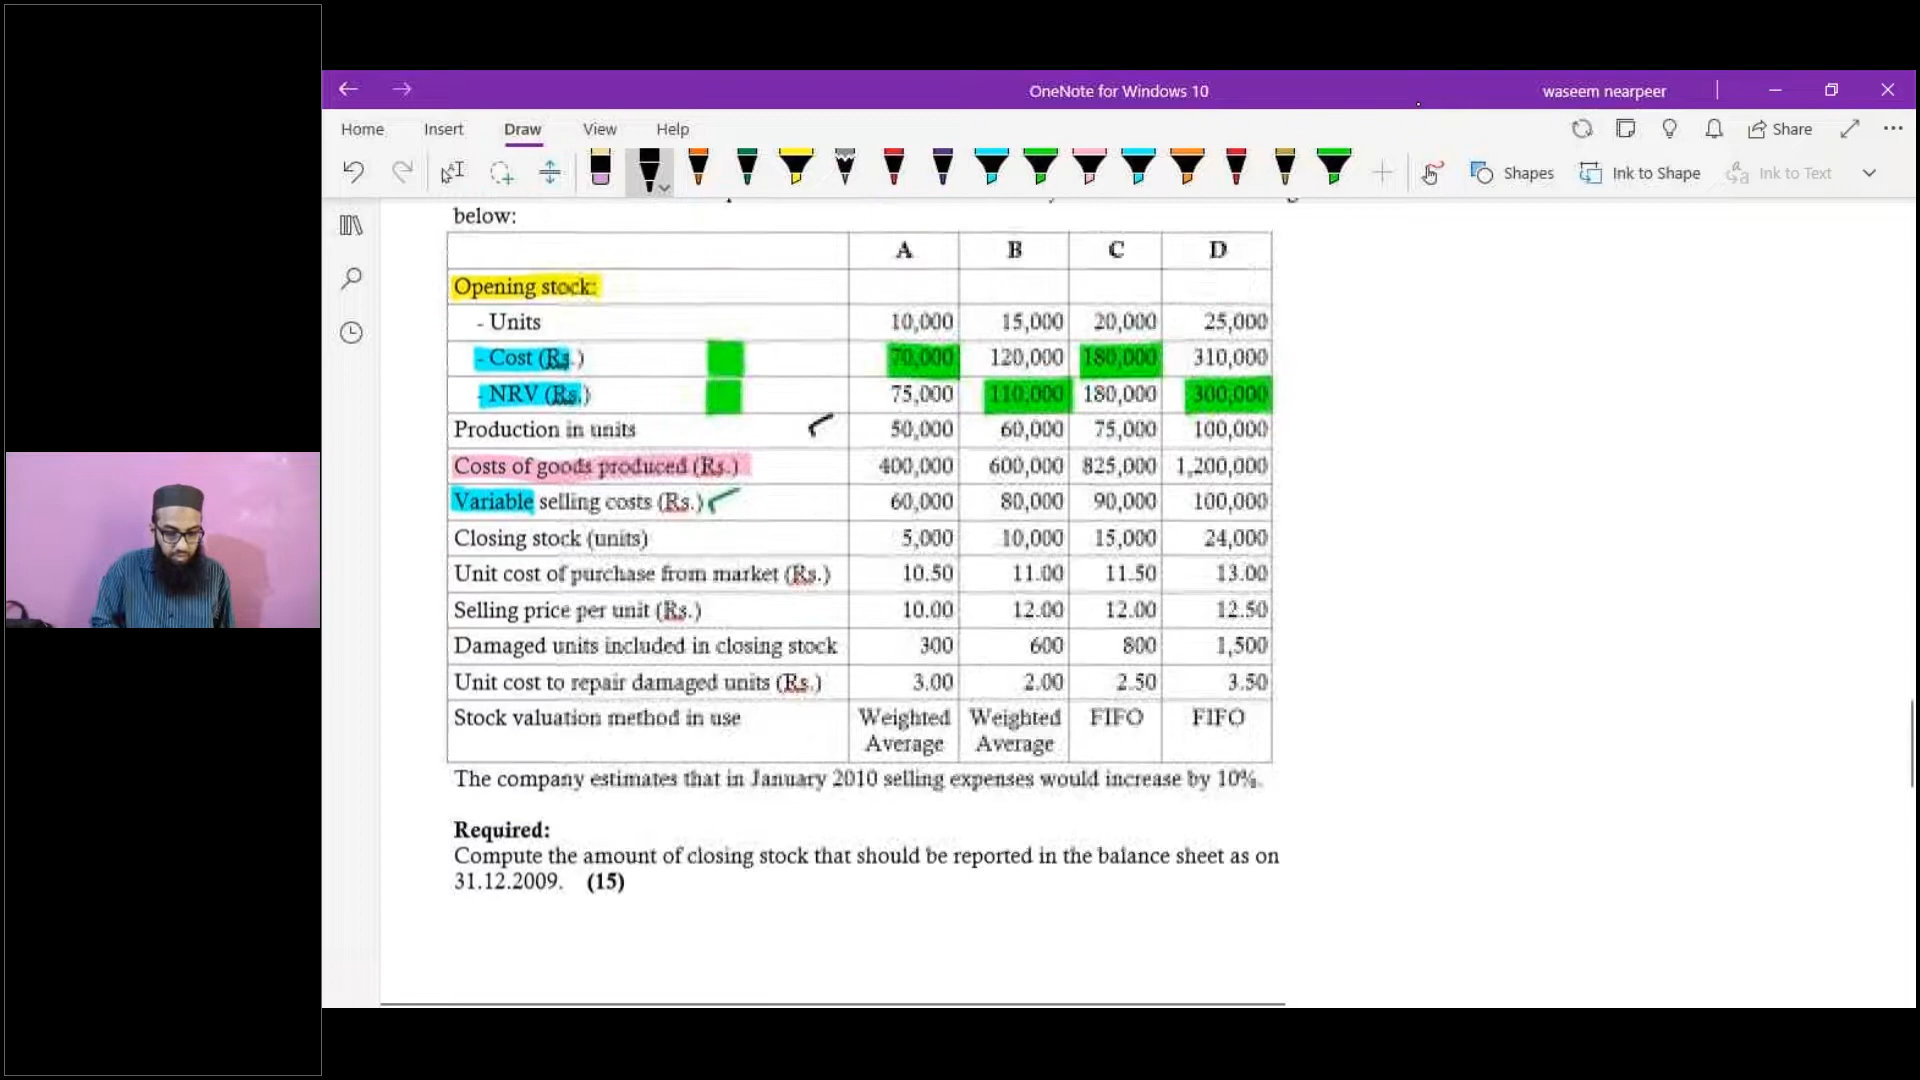 OneNote for Windows 10
waseem nearpeer
Home Insert Draw View Help
Share
Shapes Ink to Shape Ink to Text
below:
A B C D
Opening stock:
- Units 10,000 15,000 20,000 25,000
- Cost (Rs.) 70,000 120,000 180,000 310,000
- NRV (Rs.) 75,000 110,000 180,000 300,000
Production in units 50,000 60,000 75,000 100,000
Costs of goods produced (Rs.) 400,000 600,000 825,000 1,200,000
Variable selling costs (Rs.) 60,000 80,000 90,000 100,000
Closing stock (units) 5,000 10,000 15,000 24,000
Unit cost of purchase from market (Rs.) 10.50 11.00 11.50 13.00
Selling price per unit (Rs.) 10.00 12.00 12.00 12.50
Damaged units included in closing stock 300 600 800 1,500
Unit cost to repair damaged units (Rs.) 3.00 2.00 2.50 3.50
Stock valuation method in use Weighted Weighted FIFO FIFO
Average Average
The company estimates that in January 2010 selling expenses would increase by 10%.
Required:
Compute the amount of closing stock that should be reported in the balance sheet as on
31.12.2009. (15)